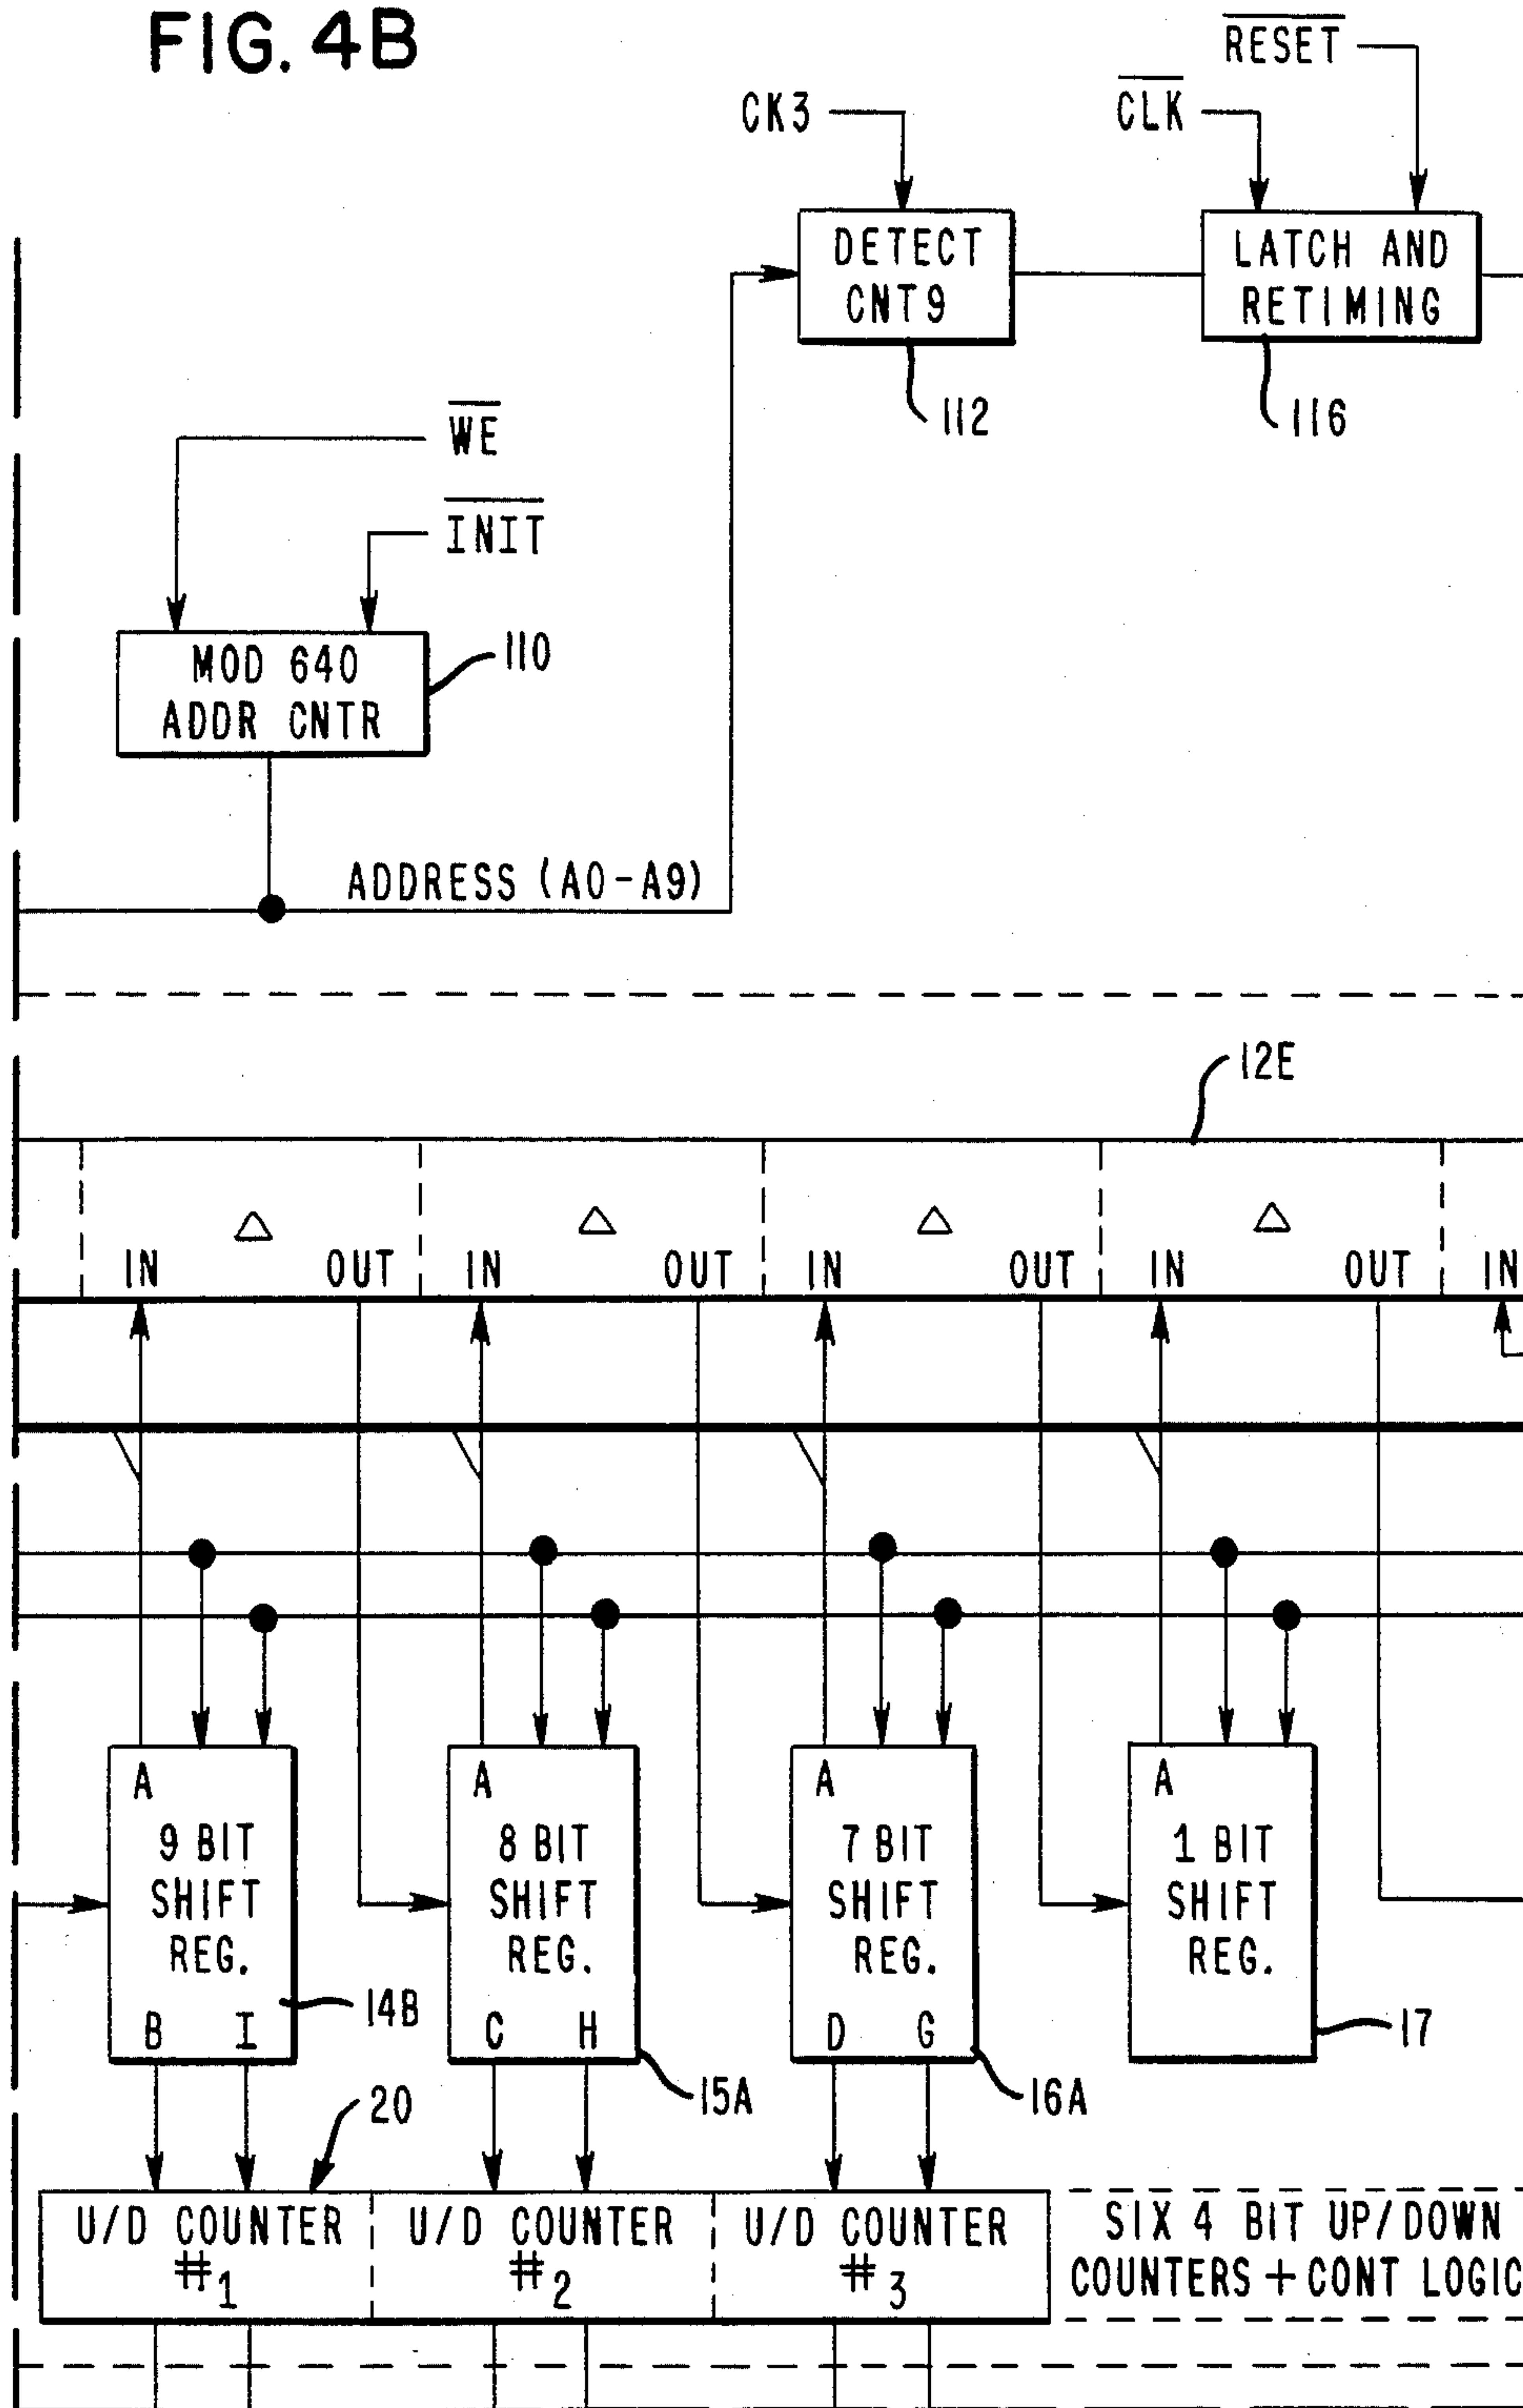 FIG. 4B
RESET
CK3
CLK
DETECT
CNT9
LATCH AND
RETIMING
112
116
WE
INIT
MOD 640
ADDR CNTR
110
ADDRESS (A0-A9)
12E
△ △ △ △
IN OUT IN OUT IN OUT IN OUT IN
A
9 BIT
SHIFT
REG.
B I
14B
A
8 BIT
SHIFT
REG.
C H
15A
A
7 BIT
SHIFT
REG.
D G
16A
A
1 BIT
SHIFT
REG.
17
20
U/D COUNTER
#1
U/D COUNTER
#2
U/D COUNTER
#3
SIX 4 BIT UP/DOWN
COUNTERS + CONT LOGIC